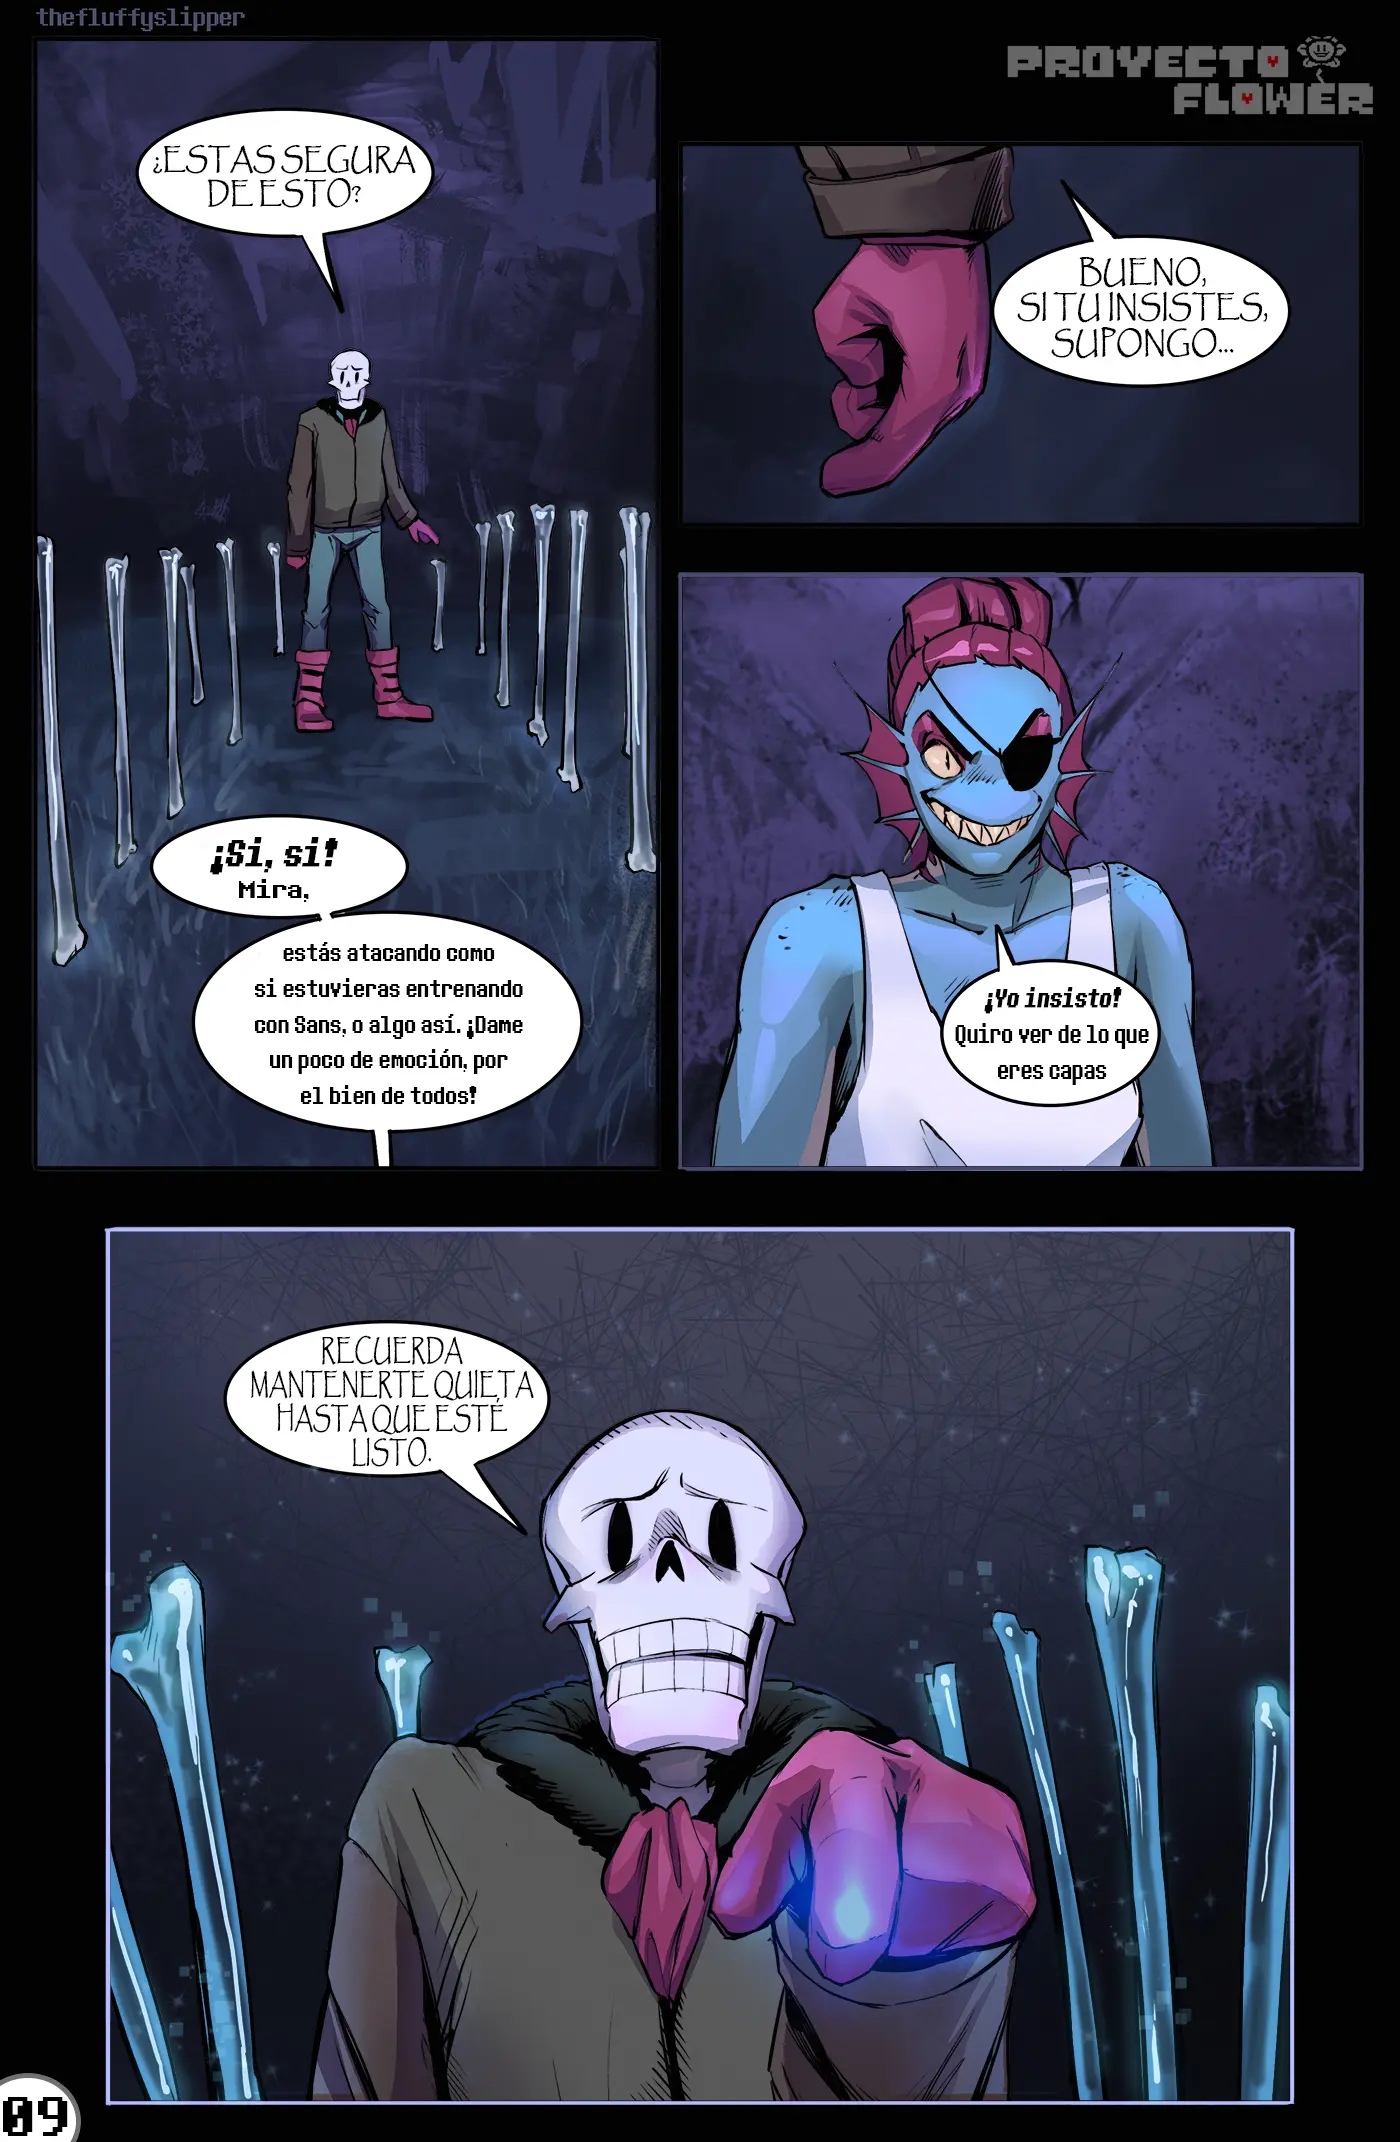 thefluffyslipper
PROYECTO
FLOWER
¿ESTAS SEGURA
DE ESTO?
¡Si, si!
Mira,
estás atacando como
si estuvieras entrenando
con Sans, o algo así. ¡Dame
un poco de emoción, por
el bien de todos!
BUENO,
SI TU INSISTES,
SUPONGO...
¡Yo insisto!
Quiro ver de lo que
eres capas
RECUERDA
MANTENERTE QUIETA
HASTA QUE ESTÉ
LISTO.
09